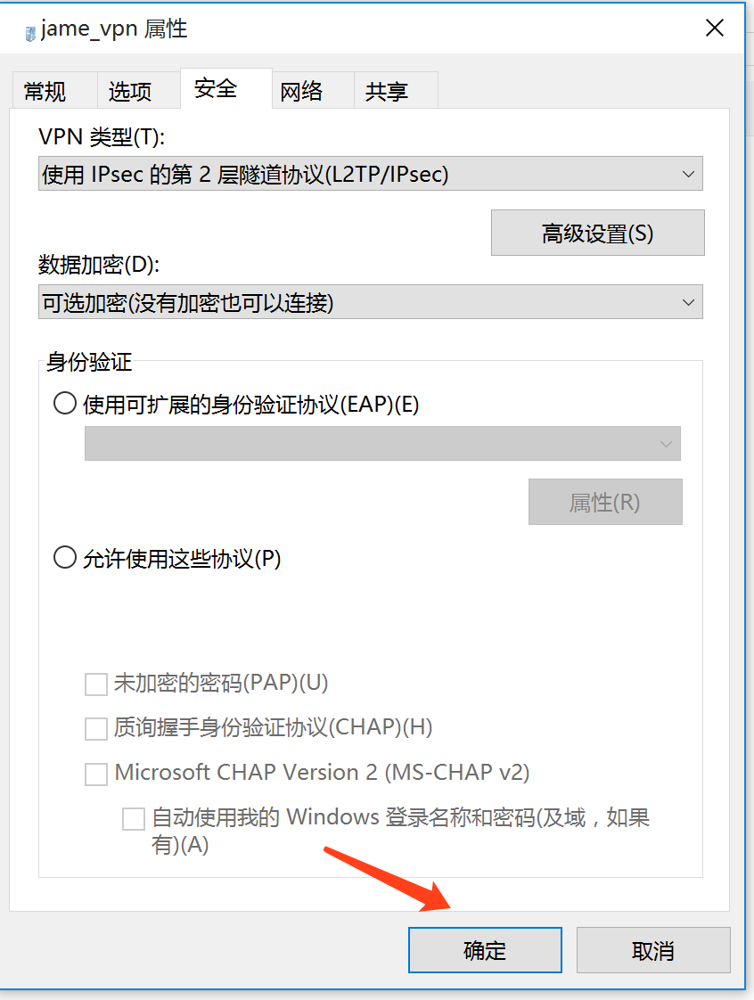 jame_vpn 属性
常规 选项 安全 网络 共享
VPN 类型(T):
使用 IPsec 的第 2 层隧道协议(L2TP/IPsec)
高级设置(S)
数据加密(D):
可选加密(没有加密也可以连接)
身份验证
使用可扩展的身份验证协议(EAP)(E)
属性(R)
允许使用这些协议(P)
未加密的密码(PAP)(U)
质询握手身份验证协议(CHAP)(H)
Microsoft CHAP Version 2 (MS-CHAP v2)
自动使用我的 Windows 登录名称和密码(及域，如果
有)(A)
确定 取消